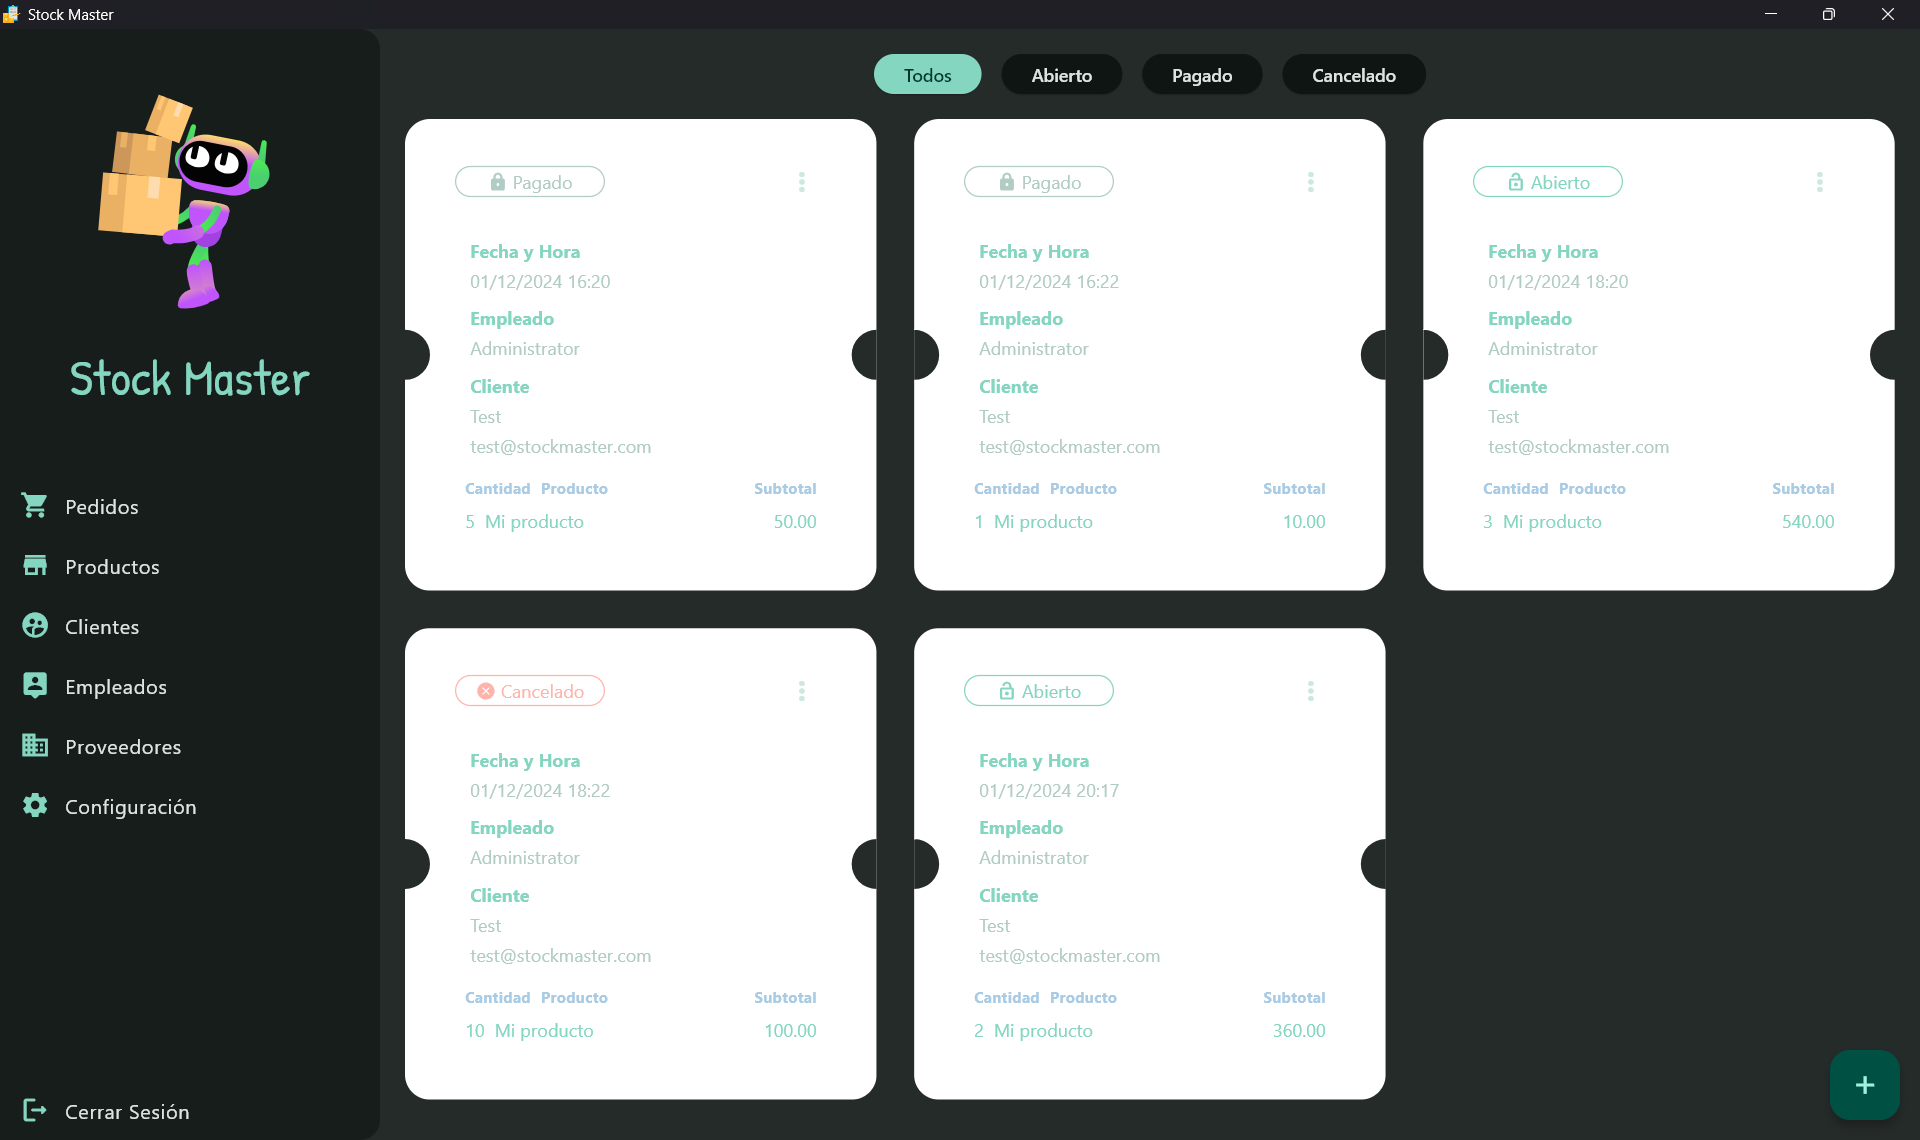 Stock Master
Todos
Abierto
Pagado
Cancelado
Stock Master
Pedidos
Productos
Clientes
Empleados
Proveedores
Configuración
Cerrar Sesión
Pagado
Fecha y Hora
01/12/2024 16:20
Empleado
Administrator
Cliente
Test
test@stockmaster.com
Cantidad Producto Subtotal
5 Mi producto 50.00
Pagado
Fecha y Hora
01/12/2024 16:22
Empleado
Administrator
Cliente
Test
test@stockmaster.com
Cantidad Producto Subtotal
1 Mi producto 10.00
Abierto
Fecha y Hora
01/12/2024 18:20
Empleado
Administrator
Cliente
Test
test@stockmaster.com
Cantidad Producto Subtotal
3 Mi producto 540.00
Cancelado
Fecha y Hora
01/12/2024 18:22
Empleado
Administrator
Cliente
Test
test@stockmaster.com
Cantidad Producto Subtotal
10 Mi producto 100.00
Abierto
Fecha y Hora
01/12/2024 20:17
Empleado
Administrator
Cliente
Test
test@stockmaster.com
Cantidad Producto Subtotal
2 Mi producto 360.00
+